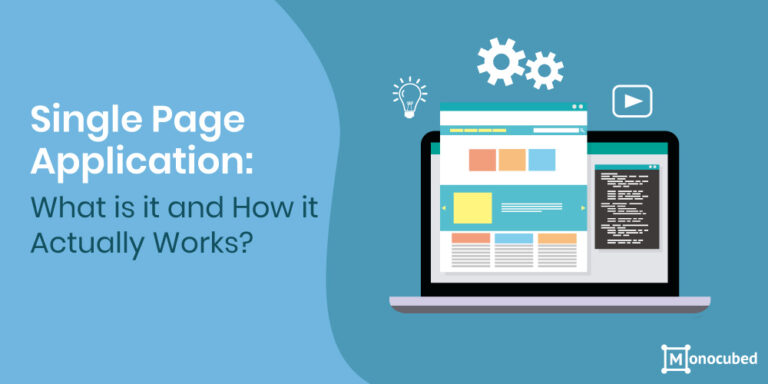 Single Page
Application:
What is it and How it
Actually Works?
Monocubed